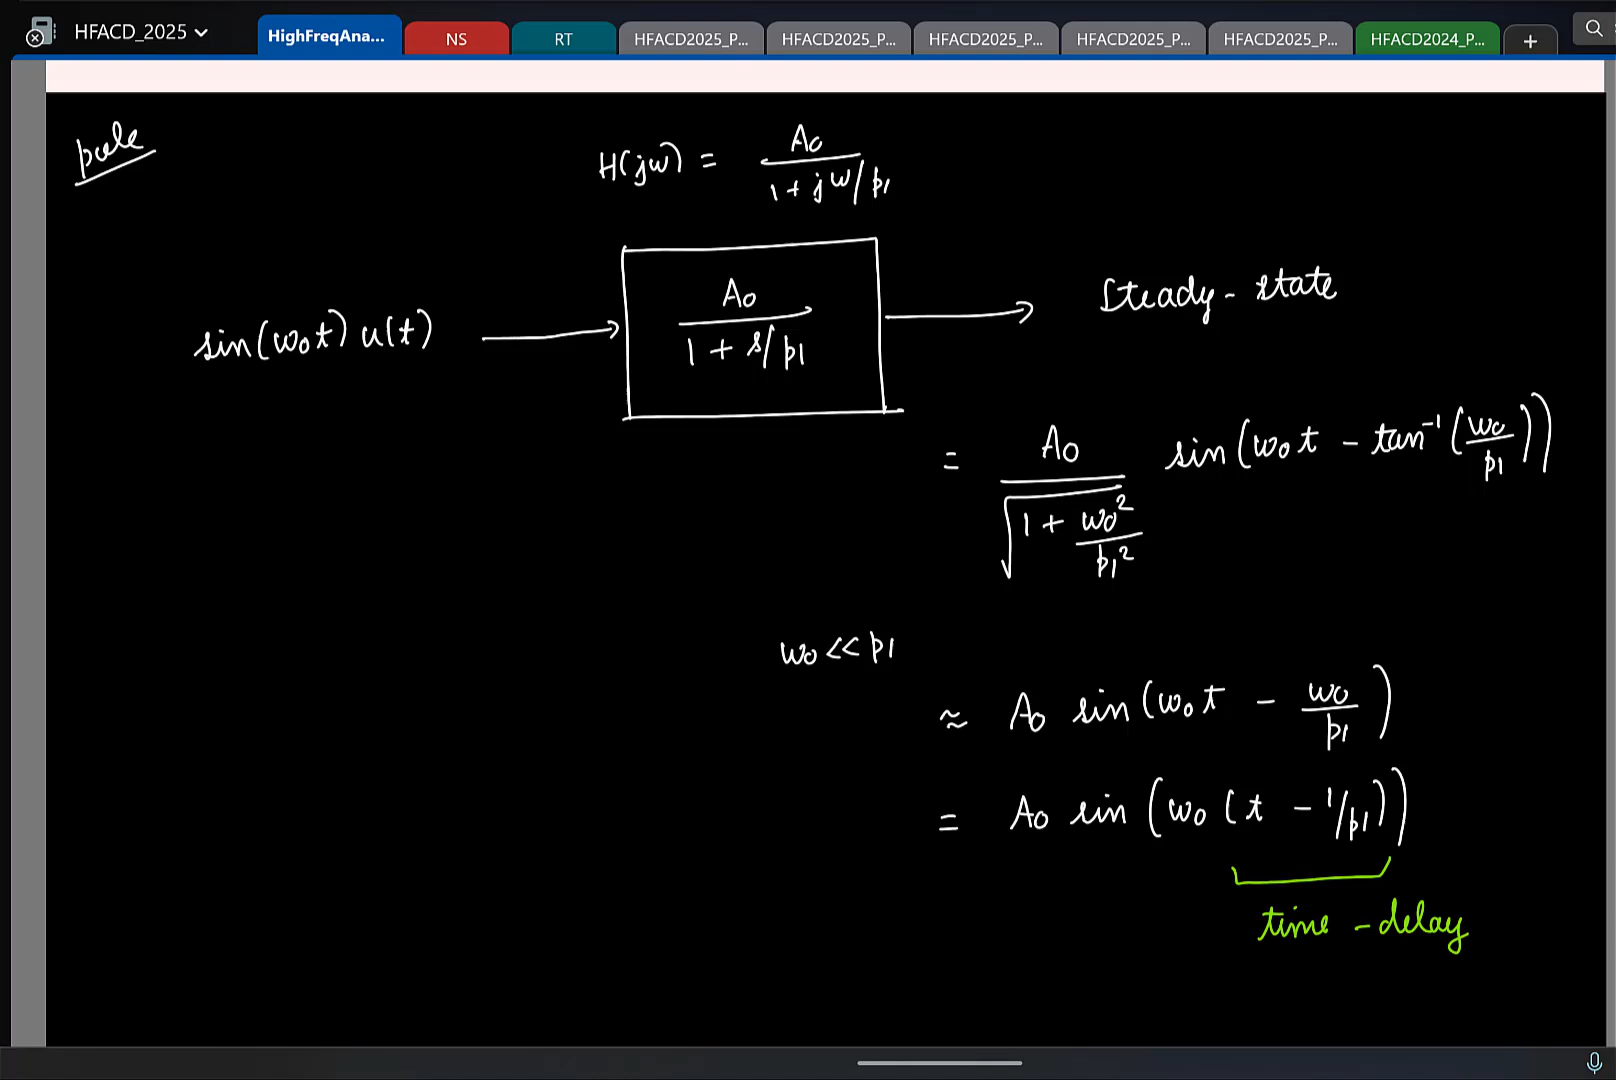 HFACD_2025
HighFreqAna...
NS
RT
HFACD2025_P...
HFACD2025_P...
HFACD2025_P...
HFACD2025_P...
HFACD2025_P...
HFACD2024_P...
pole
H(jω) = A0 / (1 + jω/p1)
sin(ω0t) u(t)
A0 / (1 + s/p1)
Steady-state
= A0 / √(1 + ω0²/p1²) sin(ω0t - tan⁻¹(ω0/p1))
ω0 << p1
≈ A0 sin(ω0t - ω0/p1)
= A0 sin(ω0(t - 1/p1))
time-delay